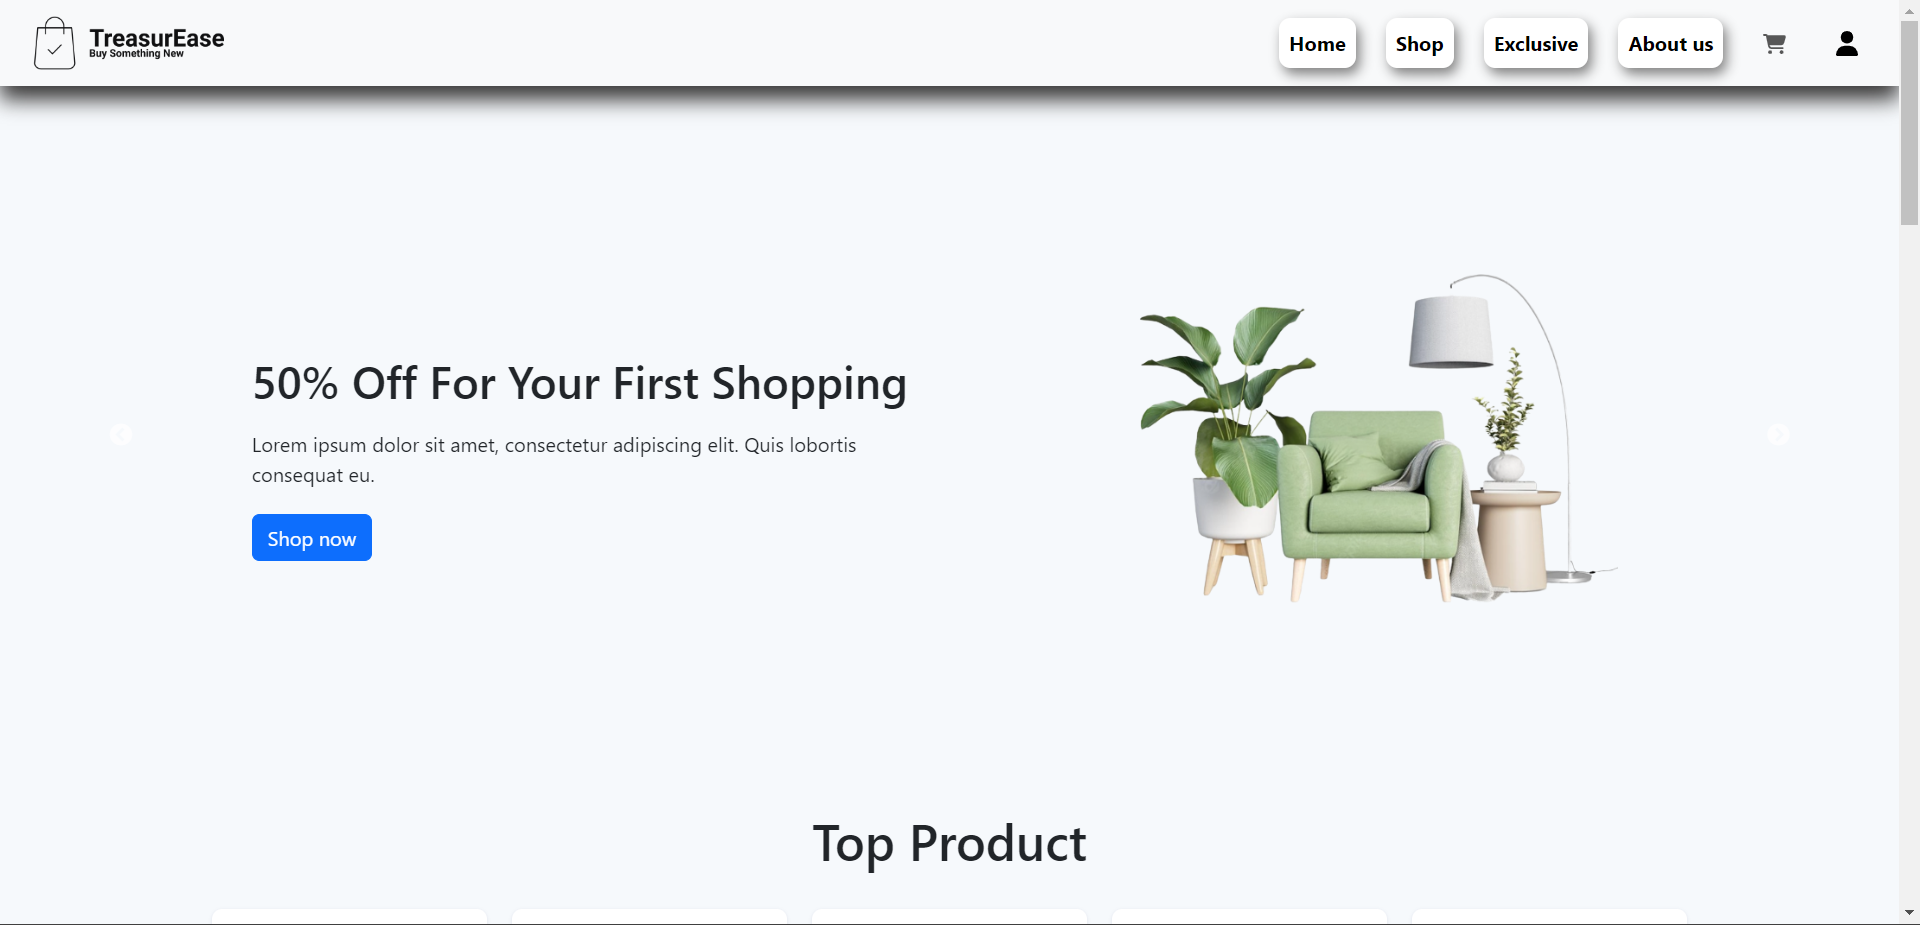 TreasurEase
Buy Something New
Home
Shop
Exclusive
About us
50% Off For Your First Shopping
Lorem ipsum dolor sit amet, consectetur adipiscing elit. Quis lobortis
consequat eu.
Shop now
Top Product